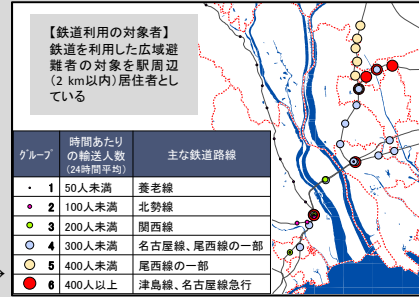 【鉄道利用の対象者】
鉄道を利用した広域避
難者の対象を駅周辺
(2 km以内)居住者とし
ている
ｸﾞﾙｰﾌﾟ 時間あたりの輸送人数(24時間平均) 主な鉄道路線
1 50人未満 養老線
2 100人未満 北勢線
3 200人未満 関西線
4 300人未満 名古屋線、尾西線の一部
5 400人未満 尾西線の一部
6 400人以上 津島線、名古屋線急行